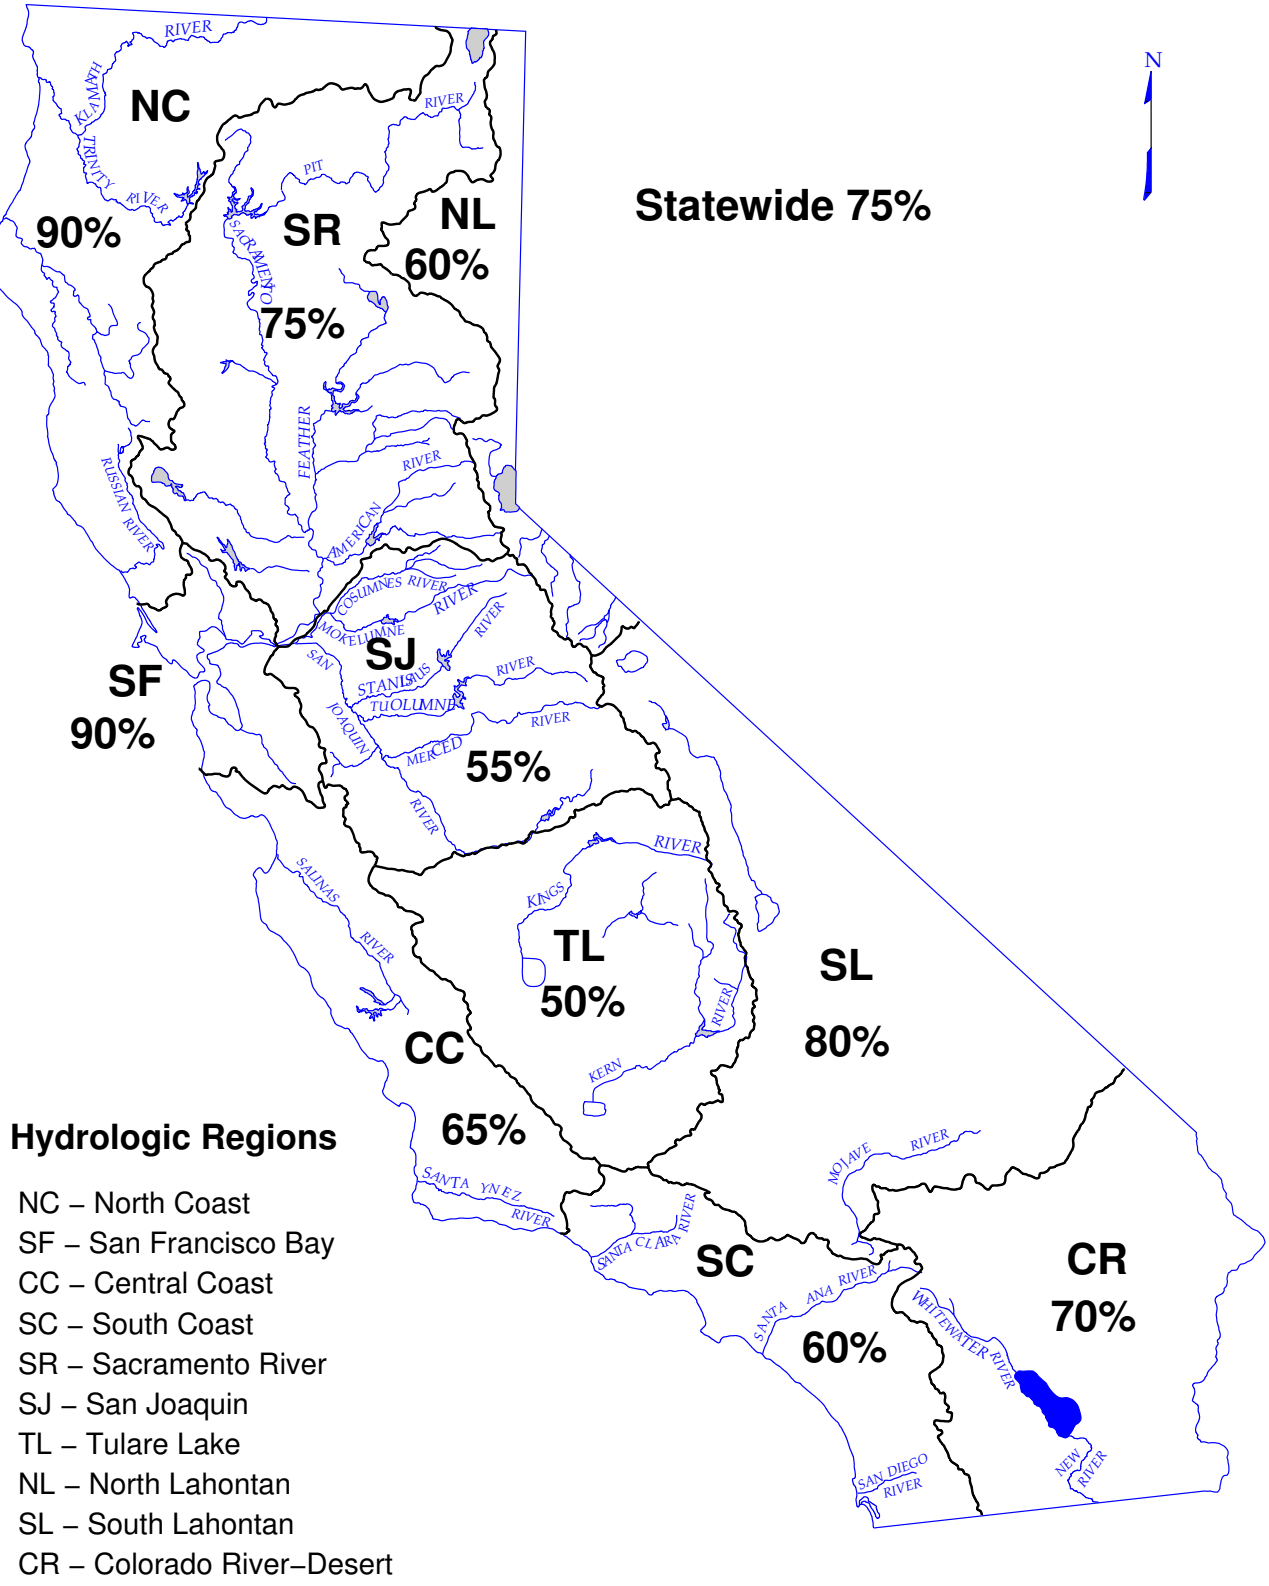 RIVER
N
KLAMATH
NC
RIVER
TRINITY RIVER
PIT
Statewide 75%
90%
SR
NL
60%
SACRAMENTO
75%
FEATHER
RIVER
RUSSIAN RIVER
AMERICAN
COSUMNES RIVER
RIVER
MOKELUMNE
RIVER
SAN
SJ
SF
STANISLAUS
RIVER
90%
JOAQUIN
TUOLUMNE
RIVER
MERCED
55%
RIVER
RIVER
SALINAS
KINGS
RIVER
TL
SL
50%
RIVER
80%
CC
KERN
65%
Hydrologic Regions
MOJAVE RIVER
SANTA YNEZ
RIVER
NC – North Coast
SF – San Francisco Bay
CC – Central Coast
SC – South Coast
SR – Sacramento River
SJ – San Joaquin
TL – Tulare Lake
NL – North Lahontan
SL – South Lahontan
CR – Colorado River–Desert
SANTA CLARA RIVER
SC
CR
SANTA ANA RIVER
70%
WHITEWATER RIVER
60%
NEW
RIVER
SAN DIEGO
RIVER